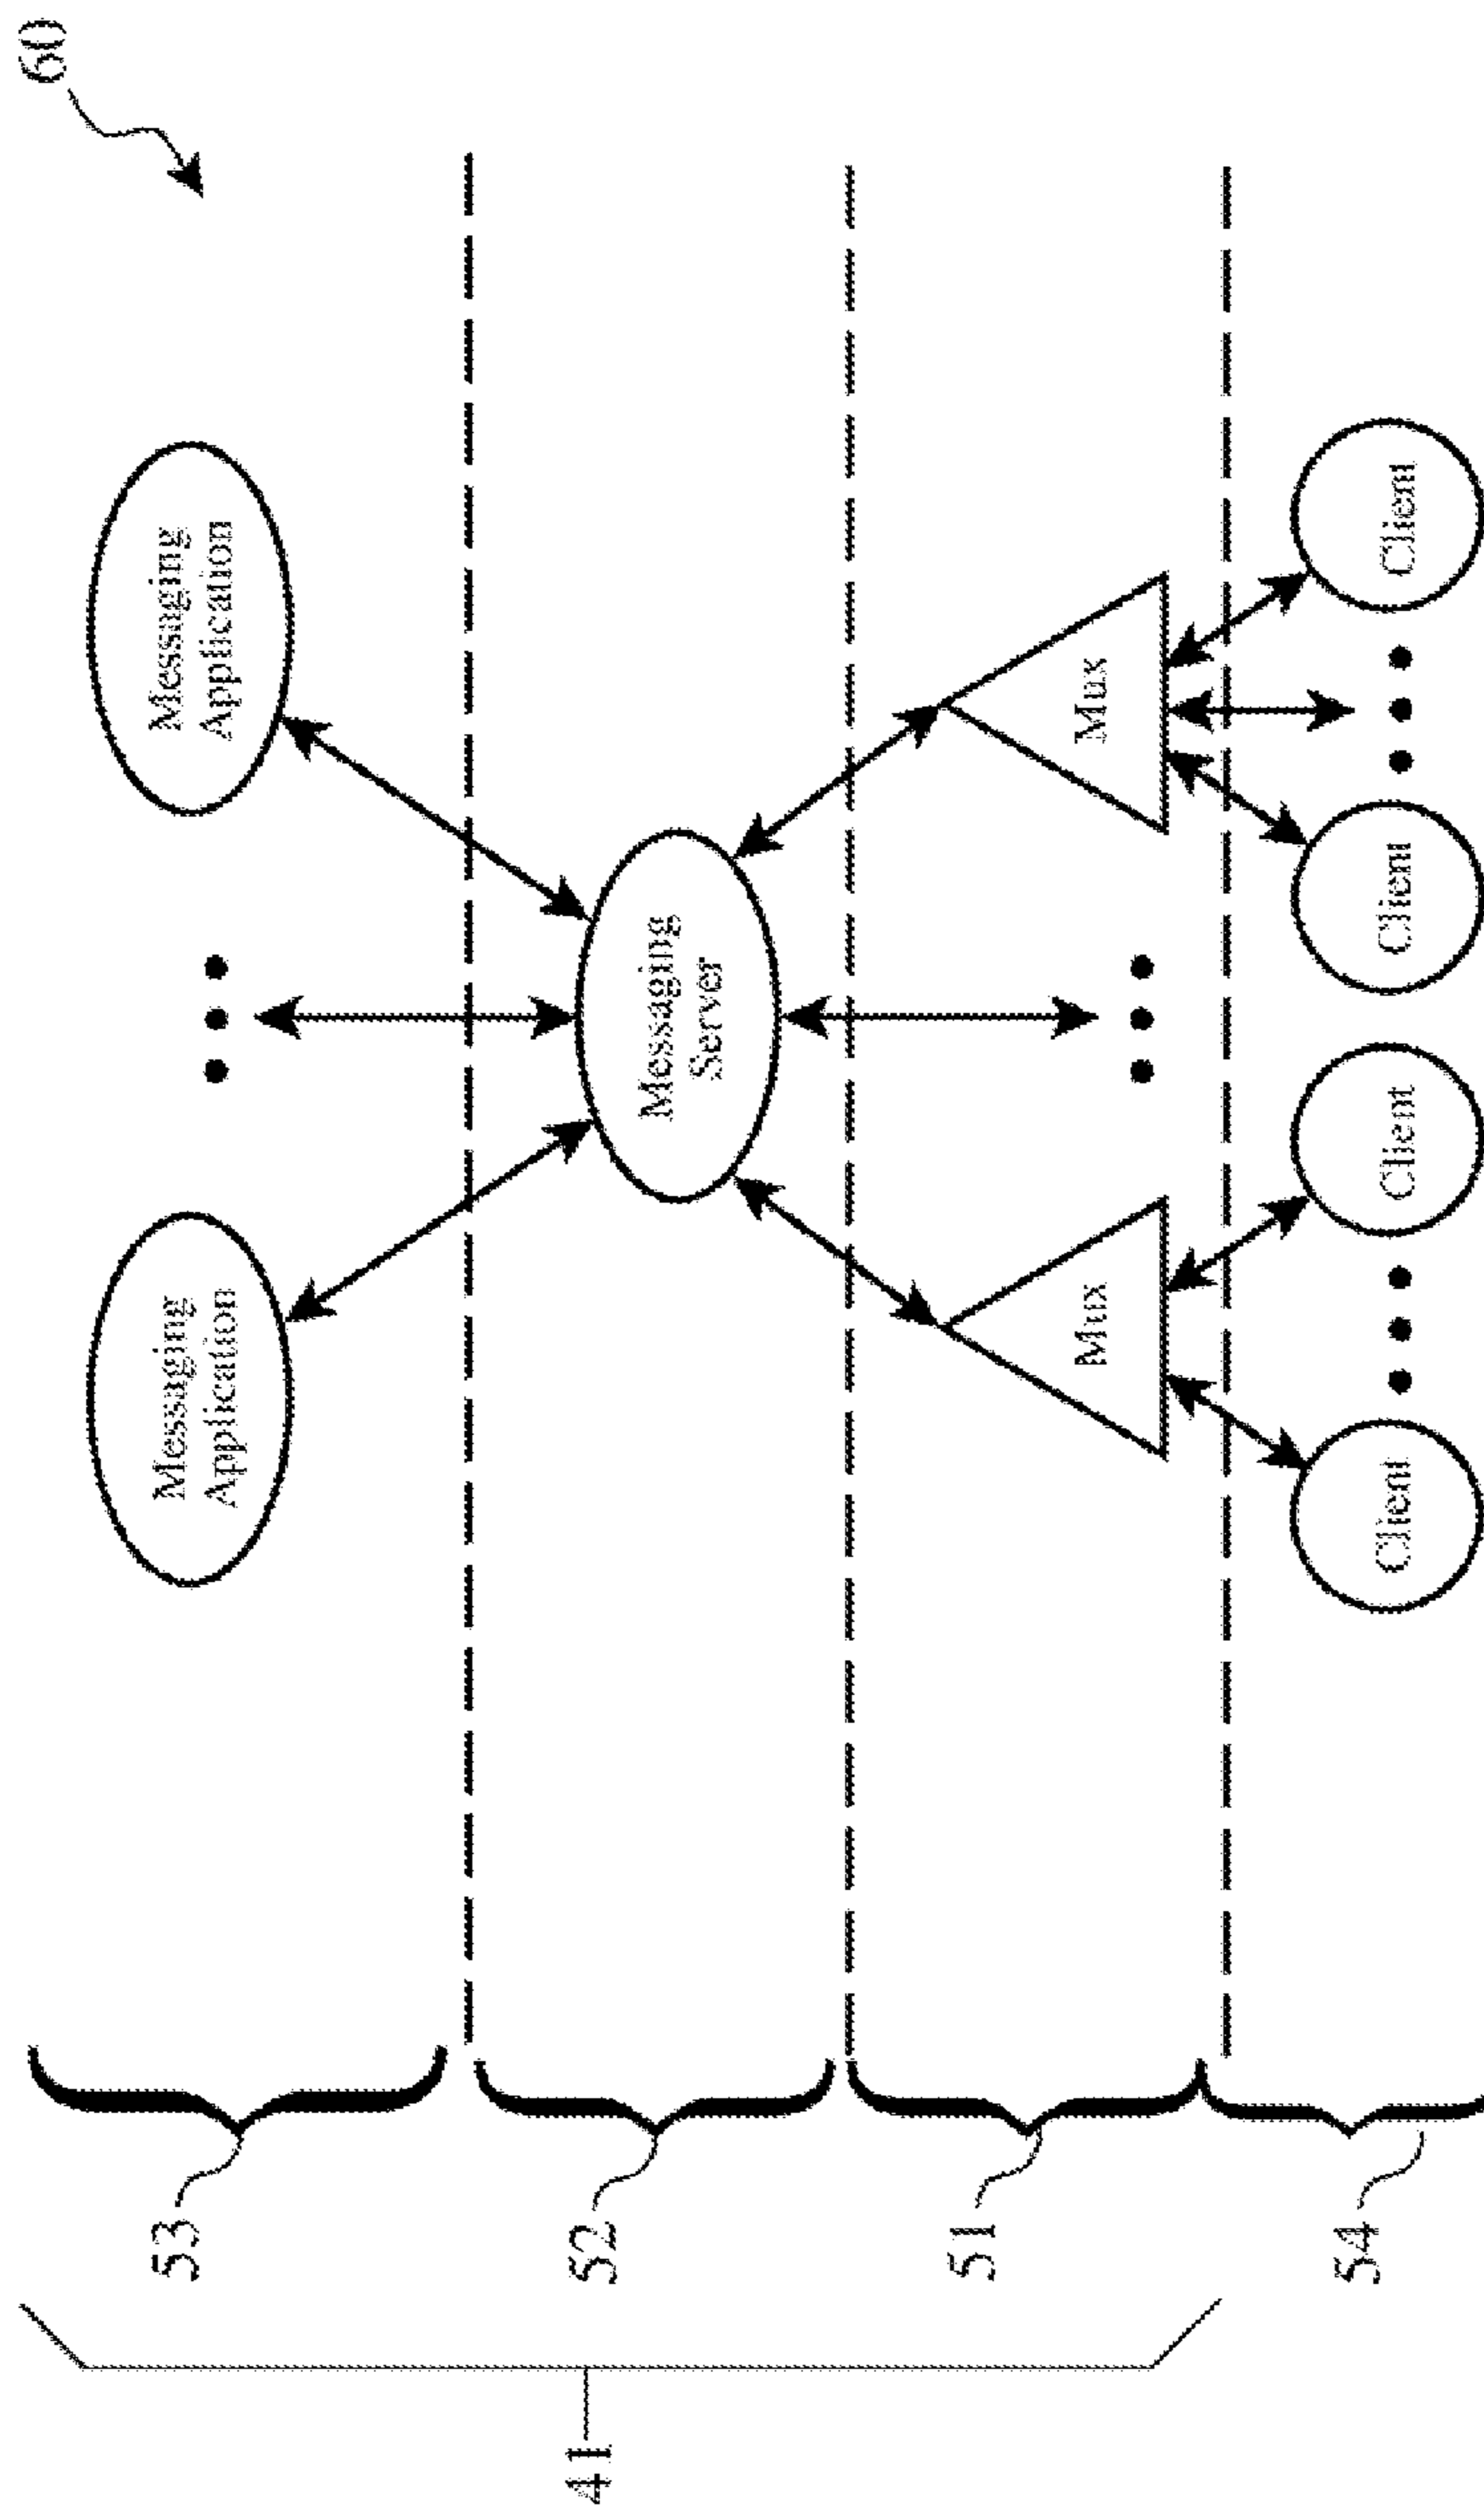 60
Messaging
Application
Messaging
Application
53
Messaging
Server
52
41
Mux
Mux
51
Client
Client
Client
Client
54